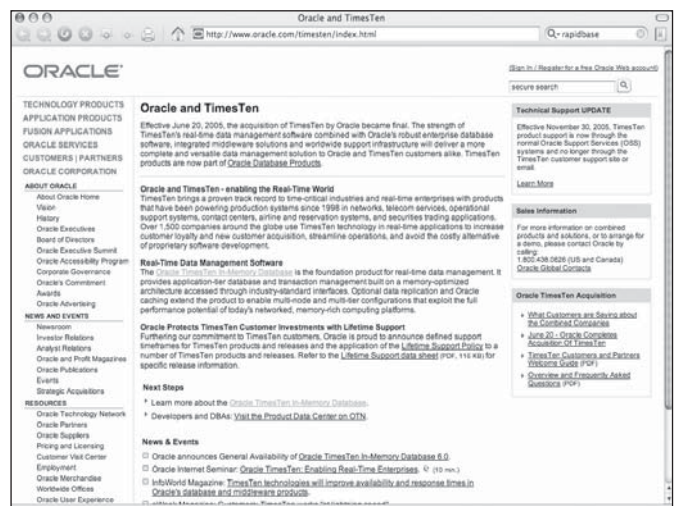 Oracle and TimesTen
http://www.oracle.com/timesten/index.html
rapidbase
ORACLE
(Sign In / Register for a free Oracle Web account)
secure search
TECHNOLOGY PRODUCTS
APPLICATION PRODUCTS
FUSION APPLICATIONS
ORACLE SERVICES
CUSTOMERS | PARTNERS
ORACLE CORPORATION
ABOUT ORACLE
About Oracle Home
Vision
History
Oracle Executives
Board of Directors
Oracle Executive Summit
Oracle Accessibility Program
Corporate Governance
Oracle's Commitment
Awards
Oracle Advertising
NEWS AND EVENTS
Newsroom
Investor Relations
Analyst Relations
Oracle and Profit Magazines
Oracle Publications
Events
Strategic Acquisitions
RESOURCES
Oracle Technology Network
Oracle Partners
Oracle Suppliers
Pricing and Licensing
Customer Visit Center
Employment
Oracle Merchandise
Worldwide Offices
Oracle User Experience
Oracle and TimesTen
Effective June 20, 2005, the acquisition of TimesTen by Oracle became final. The strength of
TimesTen's real-time data management software combined with Oracle's robust enterprise database
software, integrated middleware solutions and worldwide support infrastructure will deliver a more
complete and versatile data management solution to Oracle and TimesTen customers alike. TimesTen
products are now part of Oracle Database Products.
Oracle and TimesTen - enabling the Real-Time World
TimesTen brings a proven track record to time-critical industries and real-time enterprises with products
that have been powering production systems since 1998 in networks, telecom services, operational
support systems, contact centers, airline and reservation systems, and securities trading applications.
Over 1,500 companies around the globe use TimesTen technology in real-time applications to increase
customer loyalty and new customer acquisition, streamline operations, and avoid the costly alternative
of proprietary software development.
Real-Time Data Management Software
The Oracle TimesTen In-Memory Database is the foundation product for real-time data management. It
provides application-tier database and transaction management built on a memory-optimized
architecture accessed through industry-standard interfaces. Optional data replication and Oracle
caching extend the product to enable multi-node and multi-tier configurations that exploit the full
performance potential of today's networked, memory-rich computing platforms.
Oracle Protects TimesTen Customer Investments with Lifetime Support
Furthering our commitment to TimesTen customers, Oracle is proud to announce defined support
timeframes for TimesTen products and releases and the application of the Lifetime Support Policy to a
number of TimesTen products and releases. Refer to the Lifetime Support data sheet (PDF, 116 KB) for
specific release information.
Next Steps
Learn more about the Oracle TimesTen In-Memory Database.
Developers and DBAs: Visit the Product Data Center on OTN.
News & Events
Oracle announces General Availability of Oracle TimesTen In-Memory Database 6.0.
Oracle Internet Seminar: Oracle TimesTen: Enabling Real-Time Enterprises. (10 min.)
InfoWorld Magazine: TimesTen technologies will improve availability and response times in
Oracle's database and middleware products.
Technical Support UPDATE
Effective November 30, 2005, TimesTen
product support is now through the
normal Oracle Support Services (OSS)
systems and no longer through the
TimesTen customer support site or
email.
Learn More
Sales Information
For more information on combined
products and solutions, or to arrange for
a demo, please contact Oracle by
calling:
1.800.438.0626 (US and Canada)
Oracle Global Contacts
Oracle TimesTen Acquisition
What Customers are Saying about
the Combined Companies
June 20 - Oracle Completes
Acquisition Of TimesTen
TimesTen Customers and Partners
Welcome Guide (PDF)
Overview and Frequently Asked
Questions (PDF)